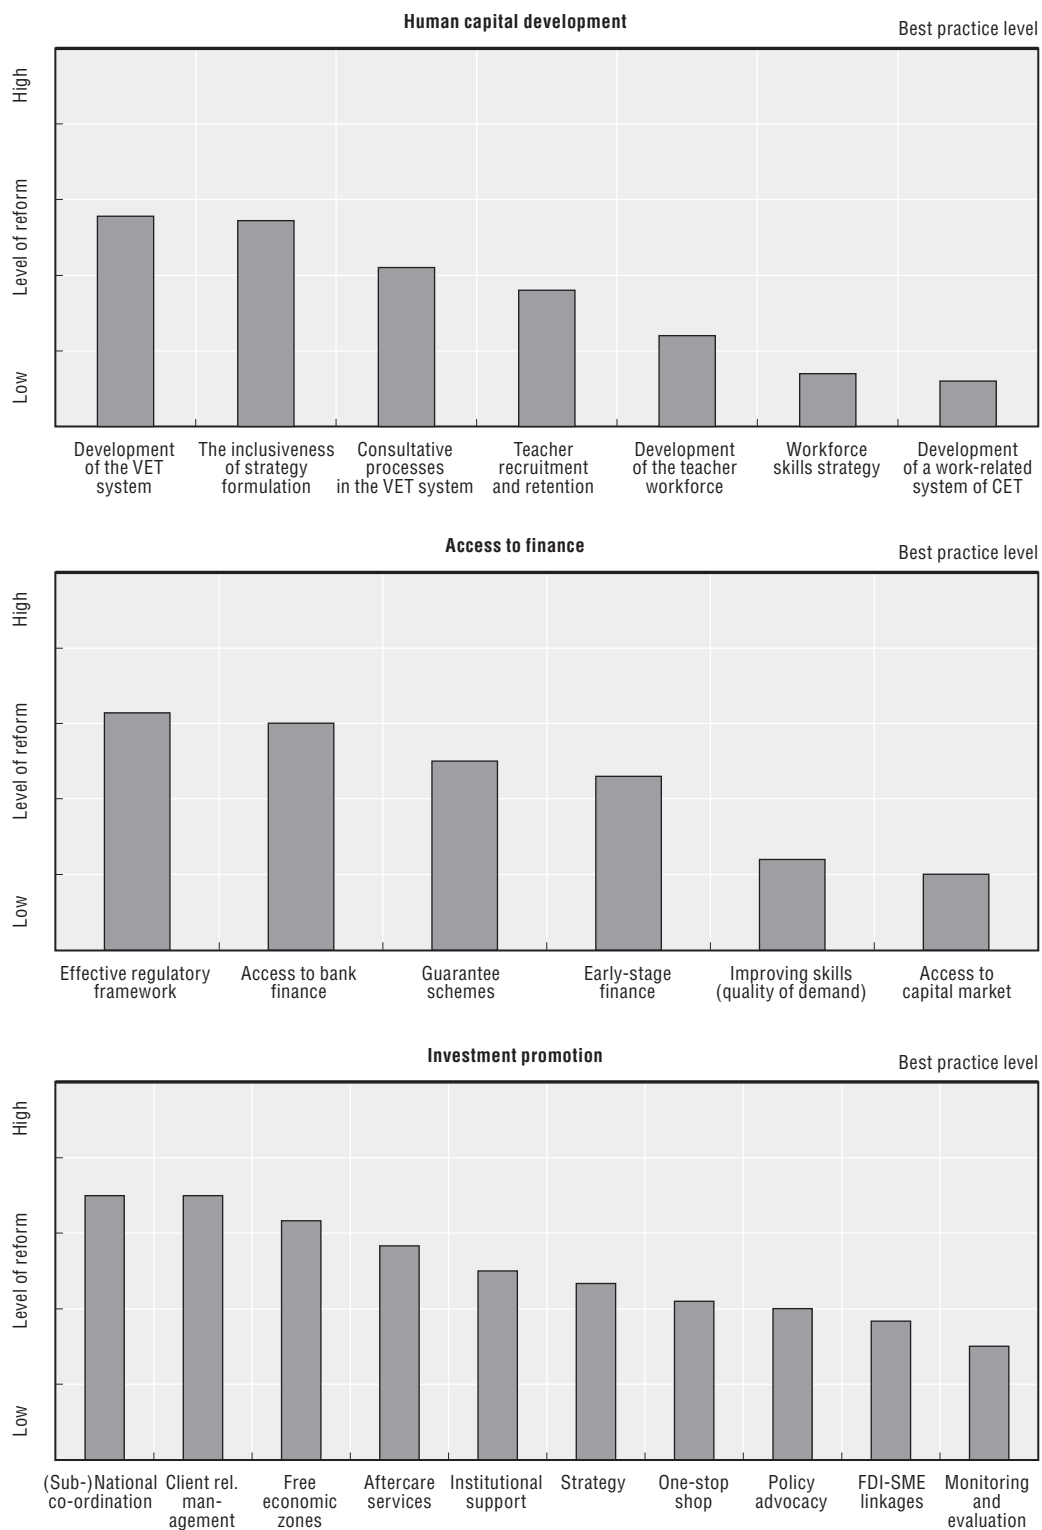 Human capital development
Best practice level
High
Level of reform
Low
Development
of the VET
system
The inclusiveness
of strategy
formulation
Consultative
processes
in the VET system
Teacher
recruitment
and retention
Development
of the teacher
workforce
Workforce
skills strategy
Development
of a work-related
system of CET
Access to finance
Best practice level
High
Level of reform
Low
Effective regulatory
framework
Access to bank
finance
Guarantee
schemes
Early-stage
finance
Improving skills
(quality of demand)
Access to
capital market
Investment promotion
Best practice level
High
Level of reform
Low
(Sub-)National
co-ordination
Client rel.
man-
agement
Free
economic
zones
Aftercare
services
Institutional
support
Strategy
One-stop
shop
Policy
advocacy
FDI-SME
linkages
Monitoring
and
evaluation